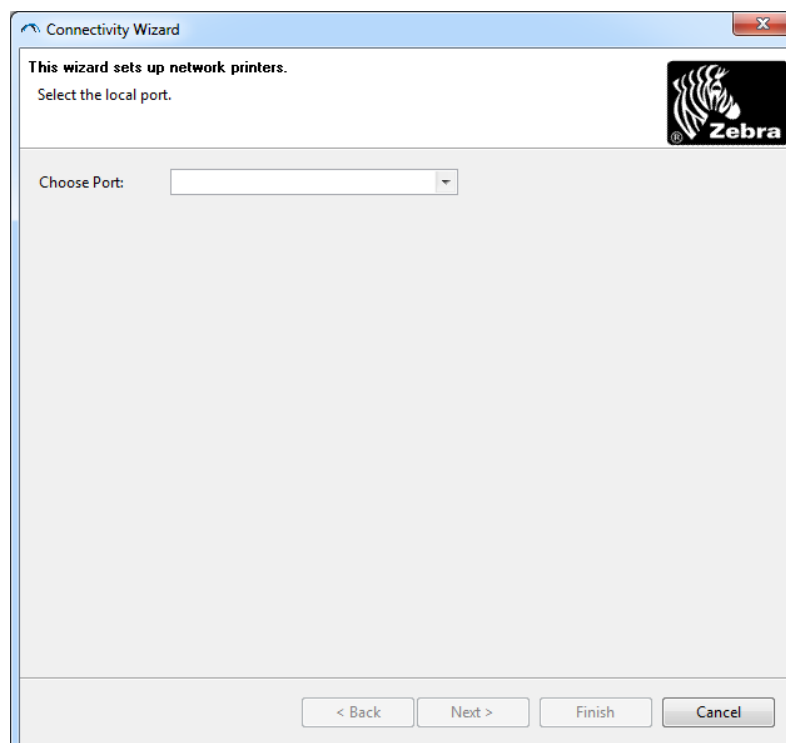 Connectivity Wizard
This wizard sets up network printers.
Select the local port.
® Zebra
Choose Port:
< Back Next > Finish Cancel